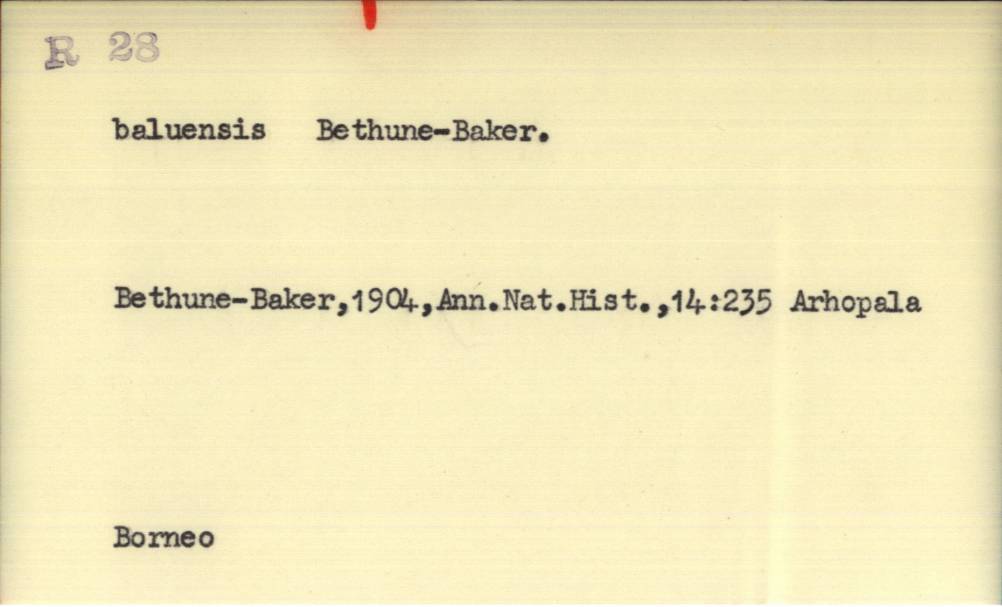 R 28
baluensis Bethune-Baker.
Bethune-Baker,1904,Ann.Nat.Hist.,14:235 Arhopala
Borneo